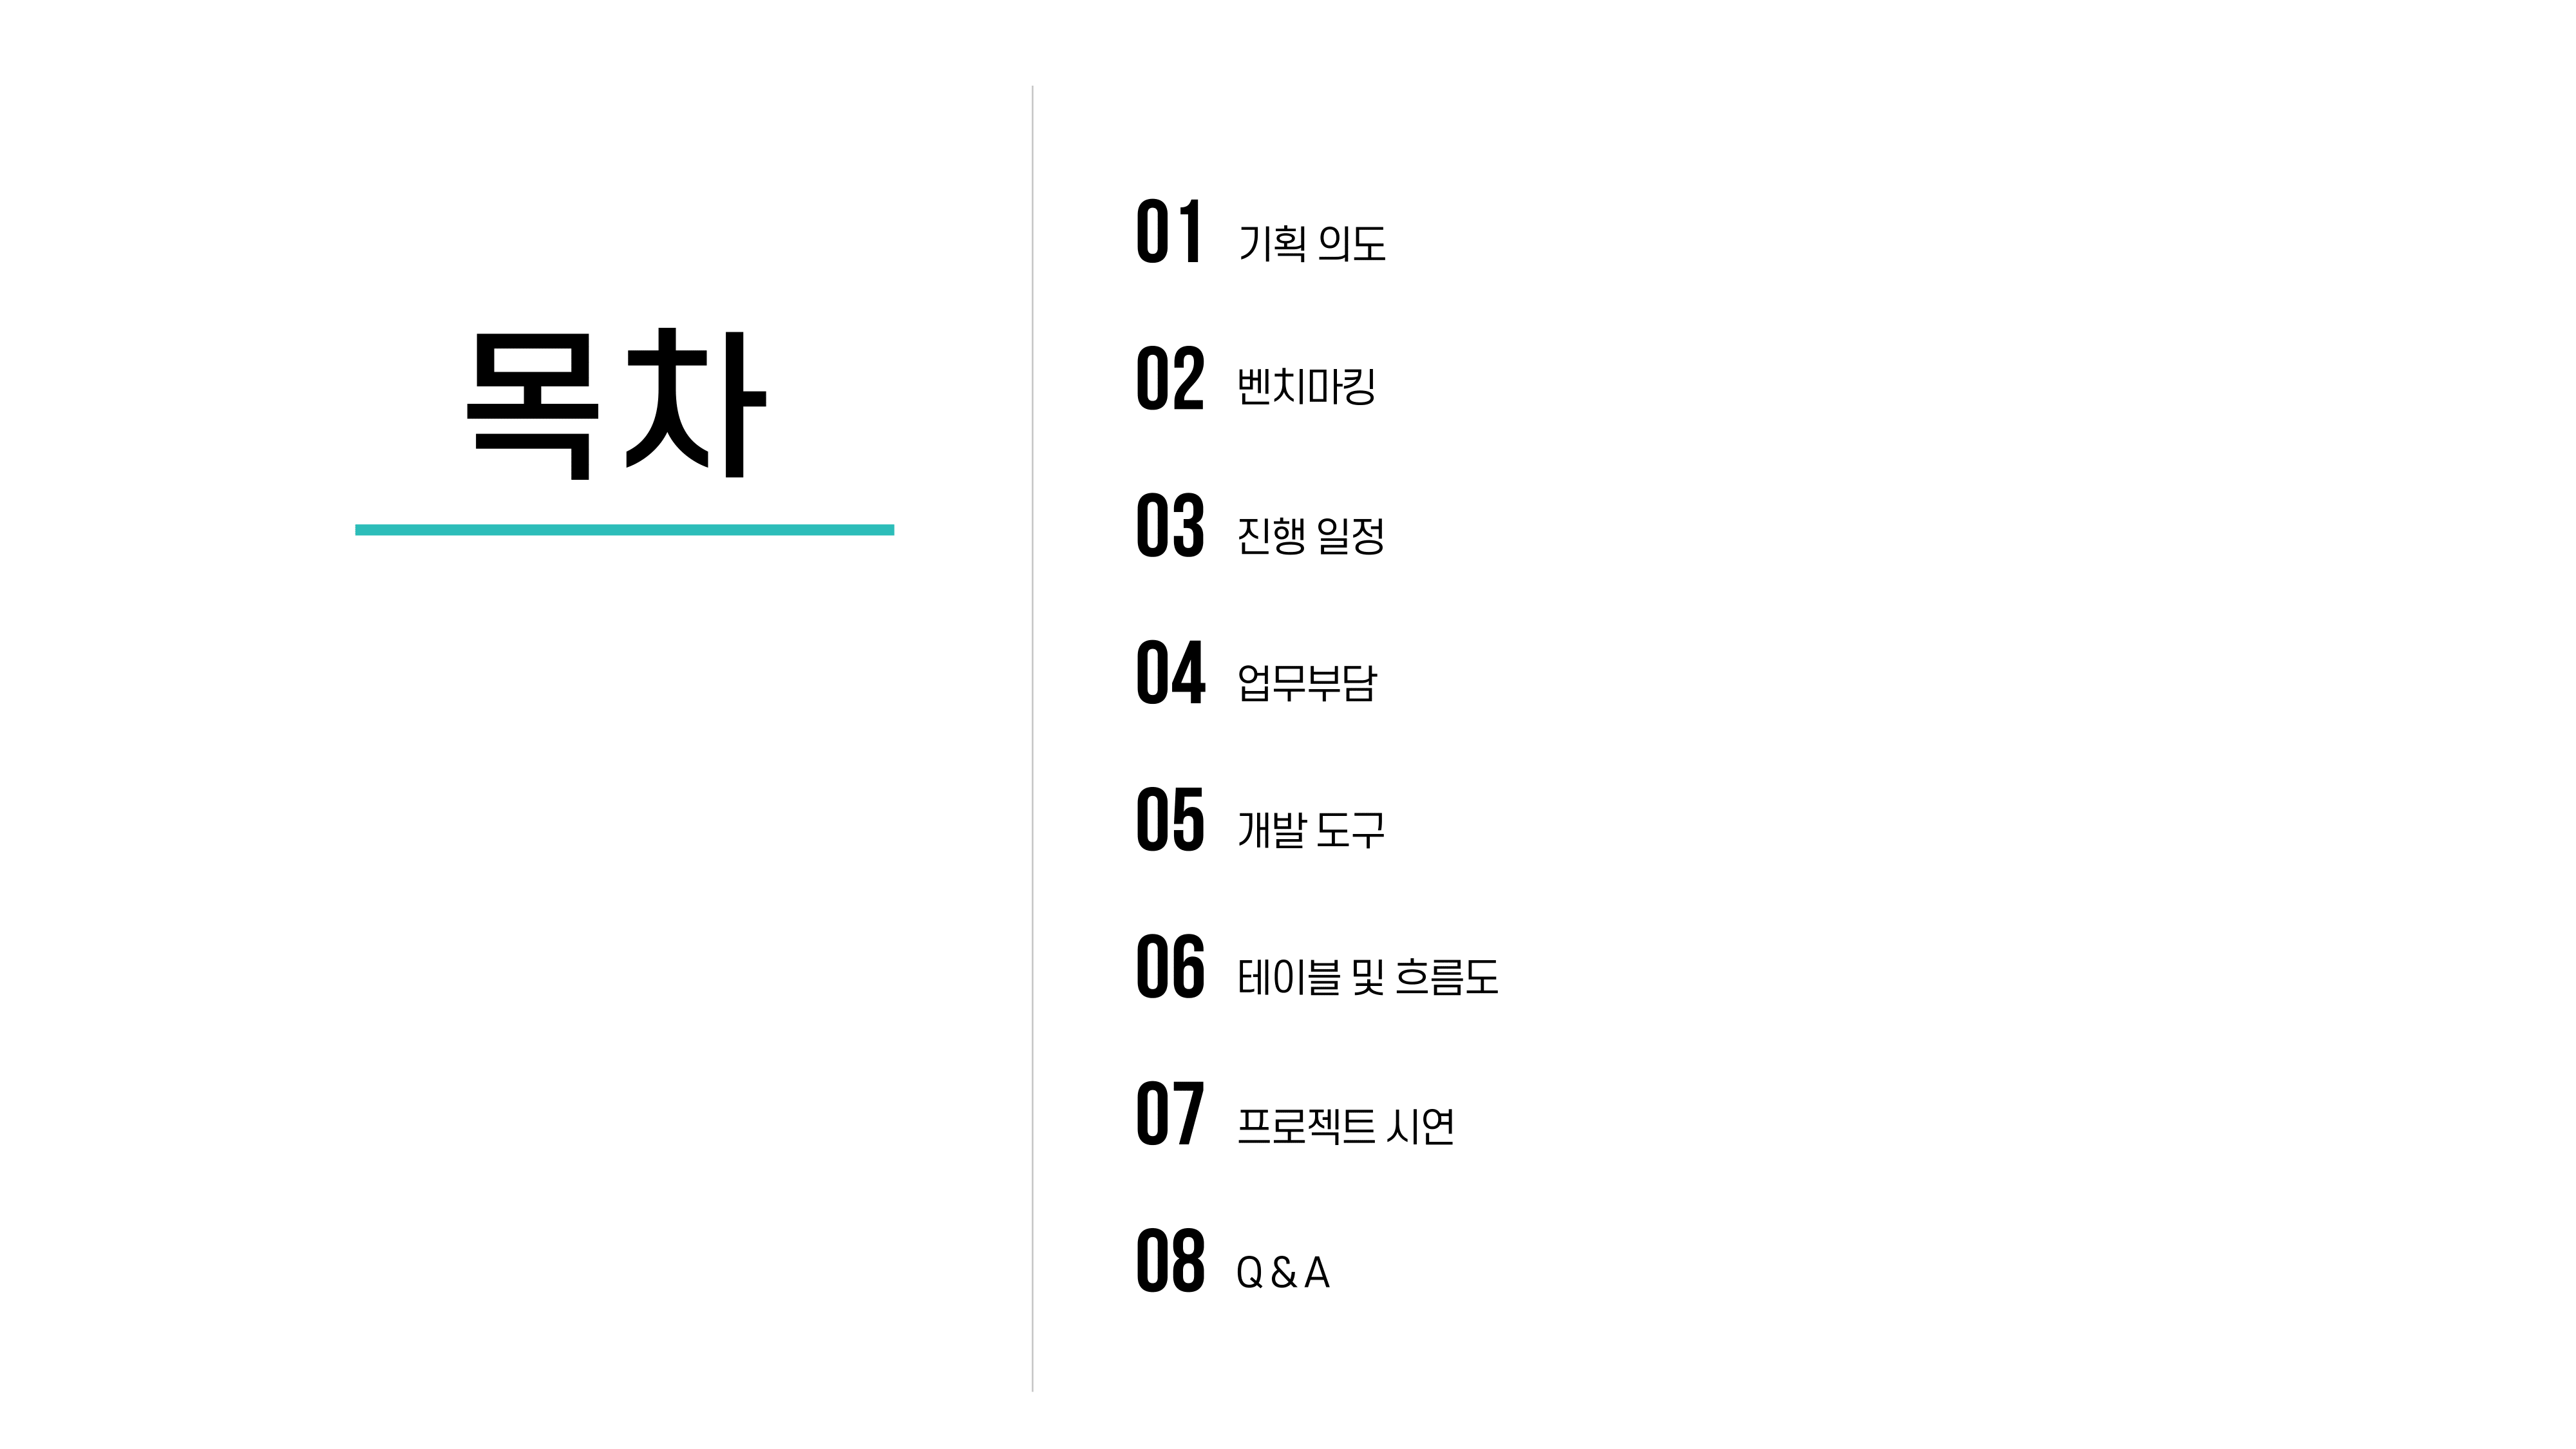 목차
01 기획 의도
02 벤치마킹
03 진행 일정
04 업무부담
05 개발 도구
06 테이블 및 흐름도
07 프로젝트 시연
08 Q & A